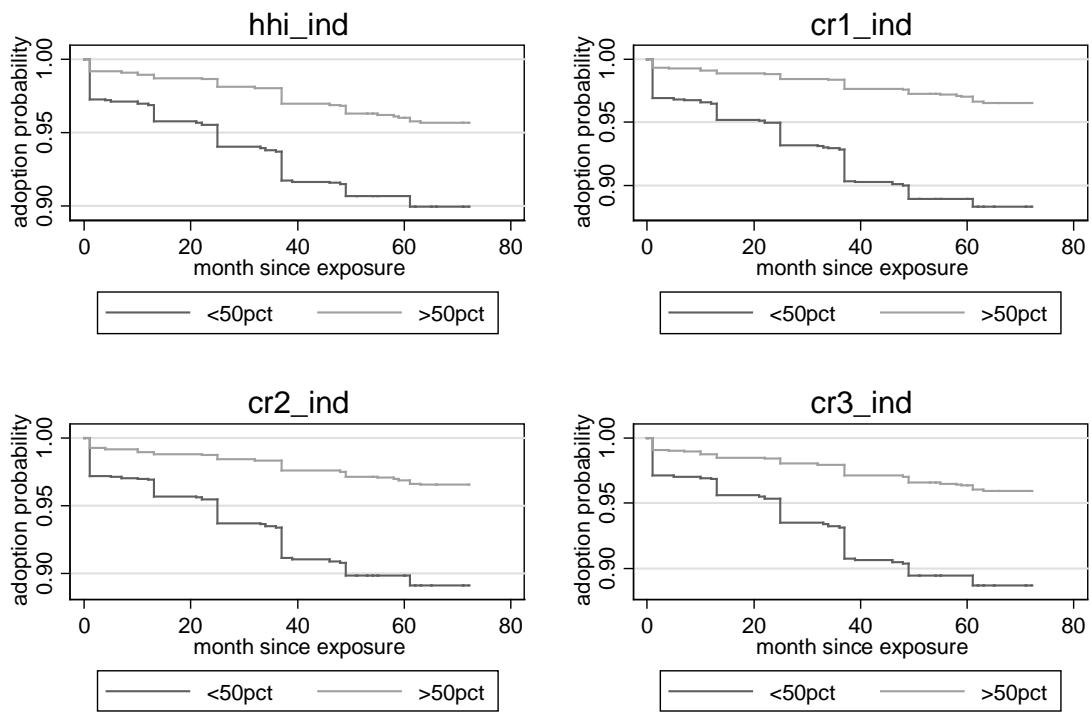 hhi_ind
adoption probability
1.00
0.95
0.90
0 20 40 60 80
month since exposure
<50pct >50pct
cr1_ind
adoption probability
1.00
0.95
0.90
0 20 40 60 80
month since exposure
<50pct >50pct
cr2_ind
adoption probability
1.00
0.95
0.90
0 20 40 60 80
month since exposure
<50pct >50pct
cr3_ind
adoption probability
1.00
0.95
0.90
0 20 40 60 80
month since exposure
<50pct >50pct